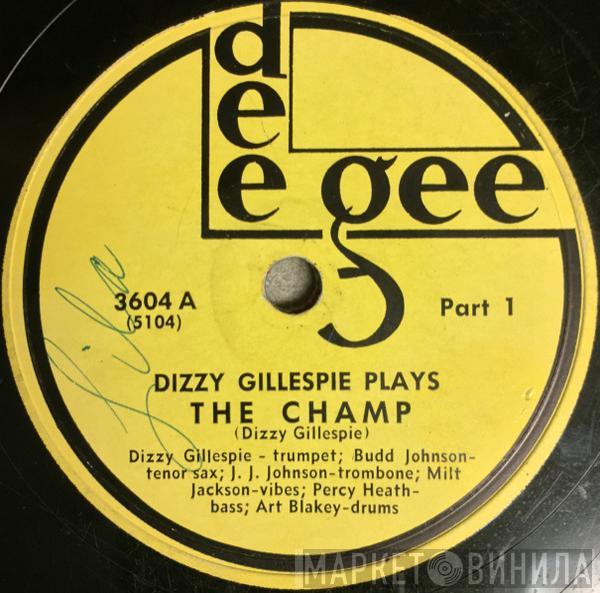 dee gee
3604 A
(5104)
Part 1
Lila
DIZZY GILLESPIE PLAYS
THE CHAMP
(Dizzy Gillespie)
Dizzy Gillespie - trumpet; Budd Johnson-
tenor sax; J. J. Johnson-trombone; Milt
Jackson-vibes; Percy Heath-
bass; Art Blakey-drums
МАРКЕТ ВИНИЛА